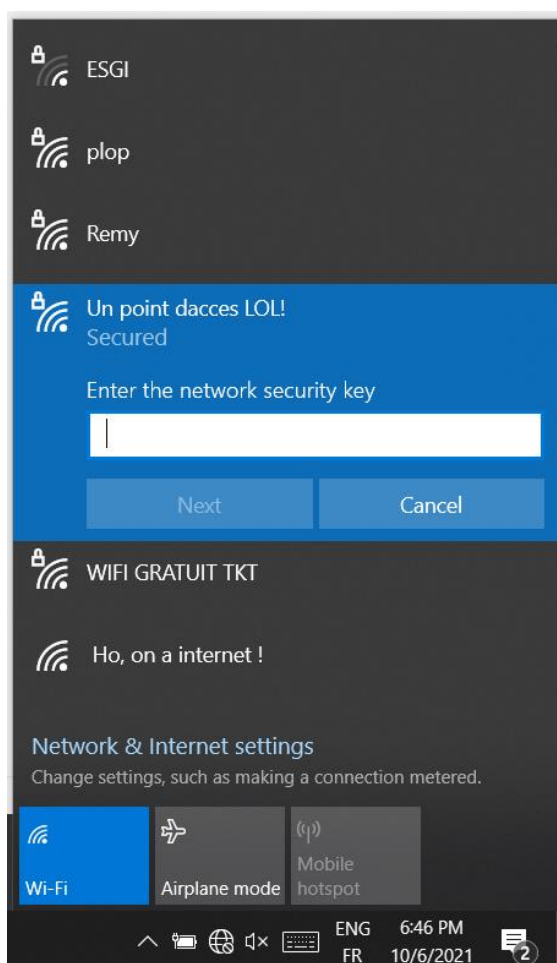 ESGI
plop
Remy
Un point dacces LOL!
Secured
Enter the network security key
Next
Cancel
WIFI GRATUIT TKT
Ho, on a internet !
Network & Internet settings
Change settings, such as making a connection metered.
Wi-Fi
Airplane mode
Mobile
hotspot
ENG
FR
6:46 PM
10/6/2021
2